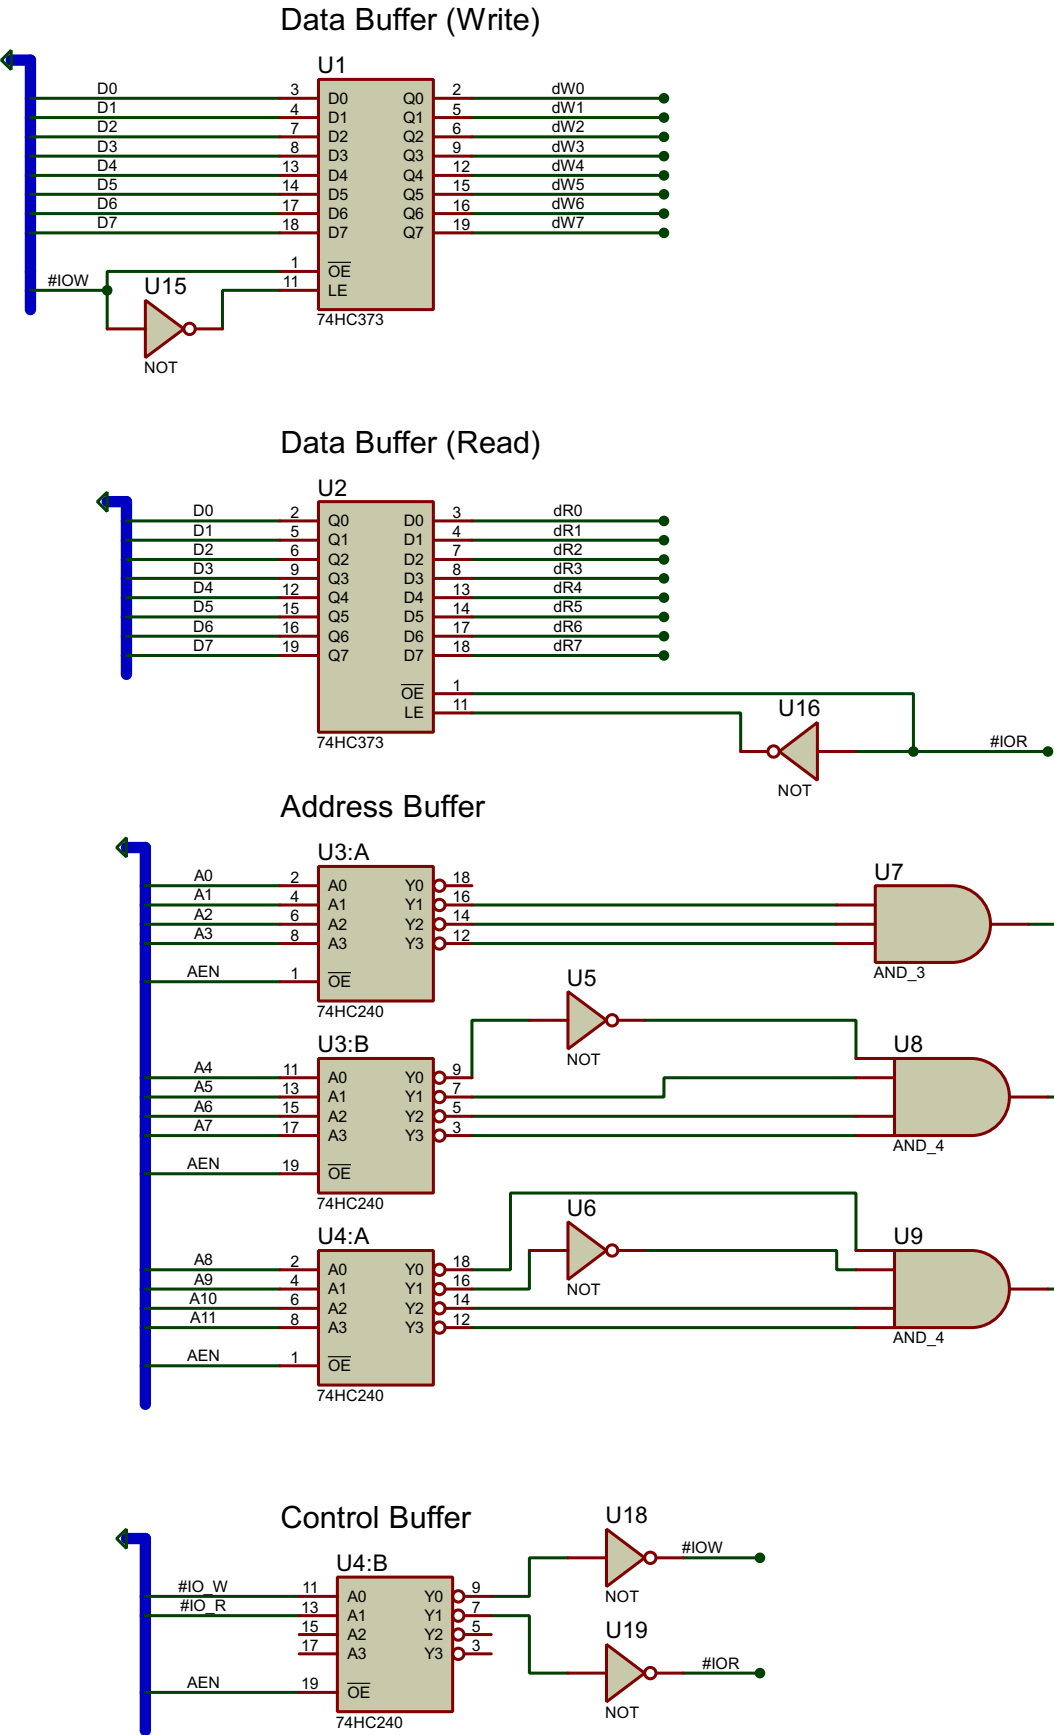 Data Buffer (Write)
U1
D0 3 D0 Q0 2 dW0
D1 4 D1 Q1 5 dW1
D2 7 D2 Q2 6 dW2
D3 8 D3 Q3 9 dW3
D4 13 D4 Q4 12 dW4
D5 14 D5 Q5 15 dW5
D6 17 D6 Q6 16 dW6
D7 18 D7 Q7 19 dW7
1 OE
#IOW U15 11 LE
74HC373
NOT
Data Buffer (Read)
U2
D0 2 Q0 D0 3 dR0
D1 5 Q1 D1 4 dR1
D2 6 Q2 D2 7 dR2
D3 9 Q3 D3 8 dR3
D4 12 Q4 D4 13 dR4
D5 15 Q5 D5 14 dR5
D6 16 Q6 D6 17 dR6
D7 19 Q7 D7 18 dR7
OE 1
LE 11 U16
74HC373 #IOR
NOT
Address Buffer
U3:A
A0 2 A0 Y0 18 U7
A1 4 A1 Y1 16
A2 6 A2 Y2 14
A3 8 A3 Y3 12
AEN 1 OE AND_3
74HC240 U5
U3:B NOT U8
A4 11 A0 Y0 9
A5 13 A1 Y1 7
A6 15 A2 Y2 5
A7 17 A3 Y3 3
AND_4
AEN 19 OE
74HC240 U6
U4:A U9
A8 2 A0 Y0 18
A9 4 A1 Y1 16 NOT
A10 6 A2 Y2 14
A11 8 A3 Y3 12
AND_4
AEN 1 OE
74HC240
Control Buffer U18
U4:B #IOW
#IO_W 11 A0 Y0 9 NOT
#IO_R 13 A1 Y1 7
15 A2 Y2 5 U19
17 A3 Y3 3
#IOR
AEN 19 OE
NOT
74HC240